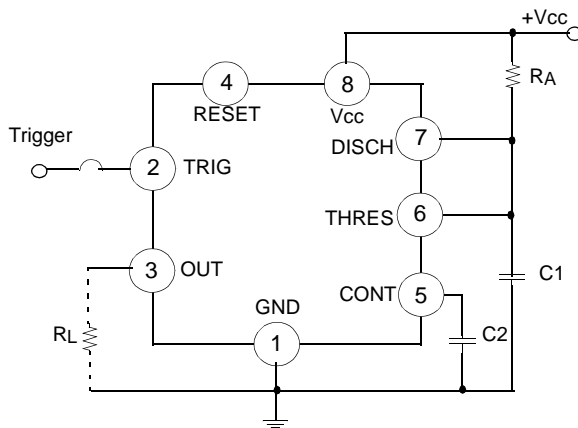 +Vcc
4
8
RA
RESET
Vcc
Trigger
7
DISCH
2
TRIG
6
THRES
3
OUT
C1
CONT
5
GND
RL
1
C2